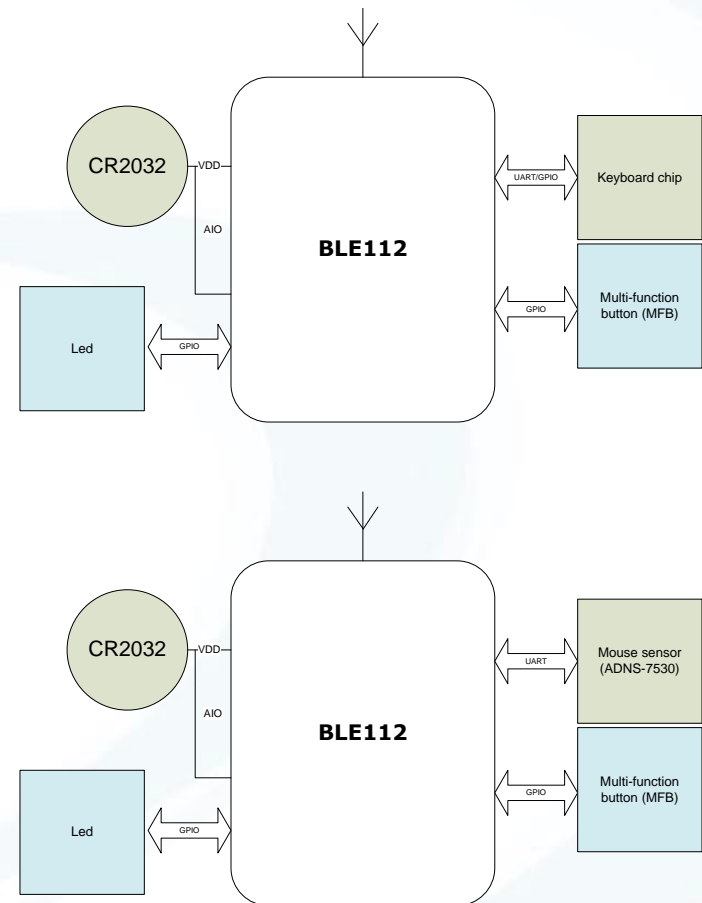 CR2032
VDD
AIO
BLE112
UART/GPIO
Keyboard chip
GPIO
Multi-function
button (MFB)
Led
GPIO
CR2032
VDD
AIO
BLE112
UART
Mouse sensor
(ADNS-7530)
GPIO
Multi-function
button (MFB)
Led
GPIO